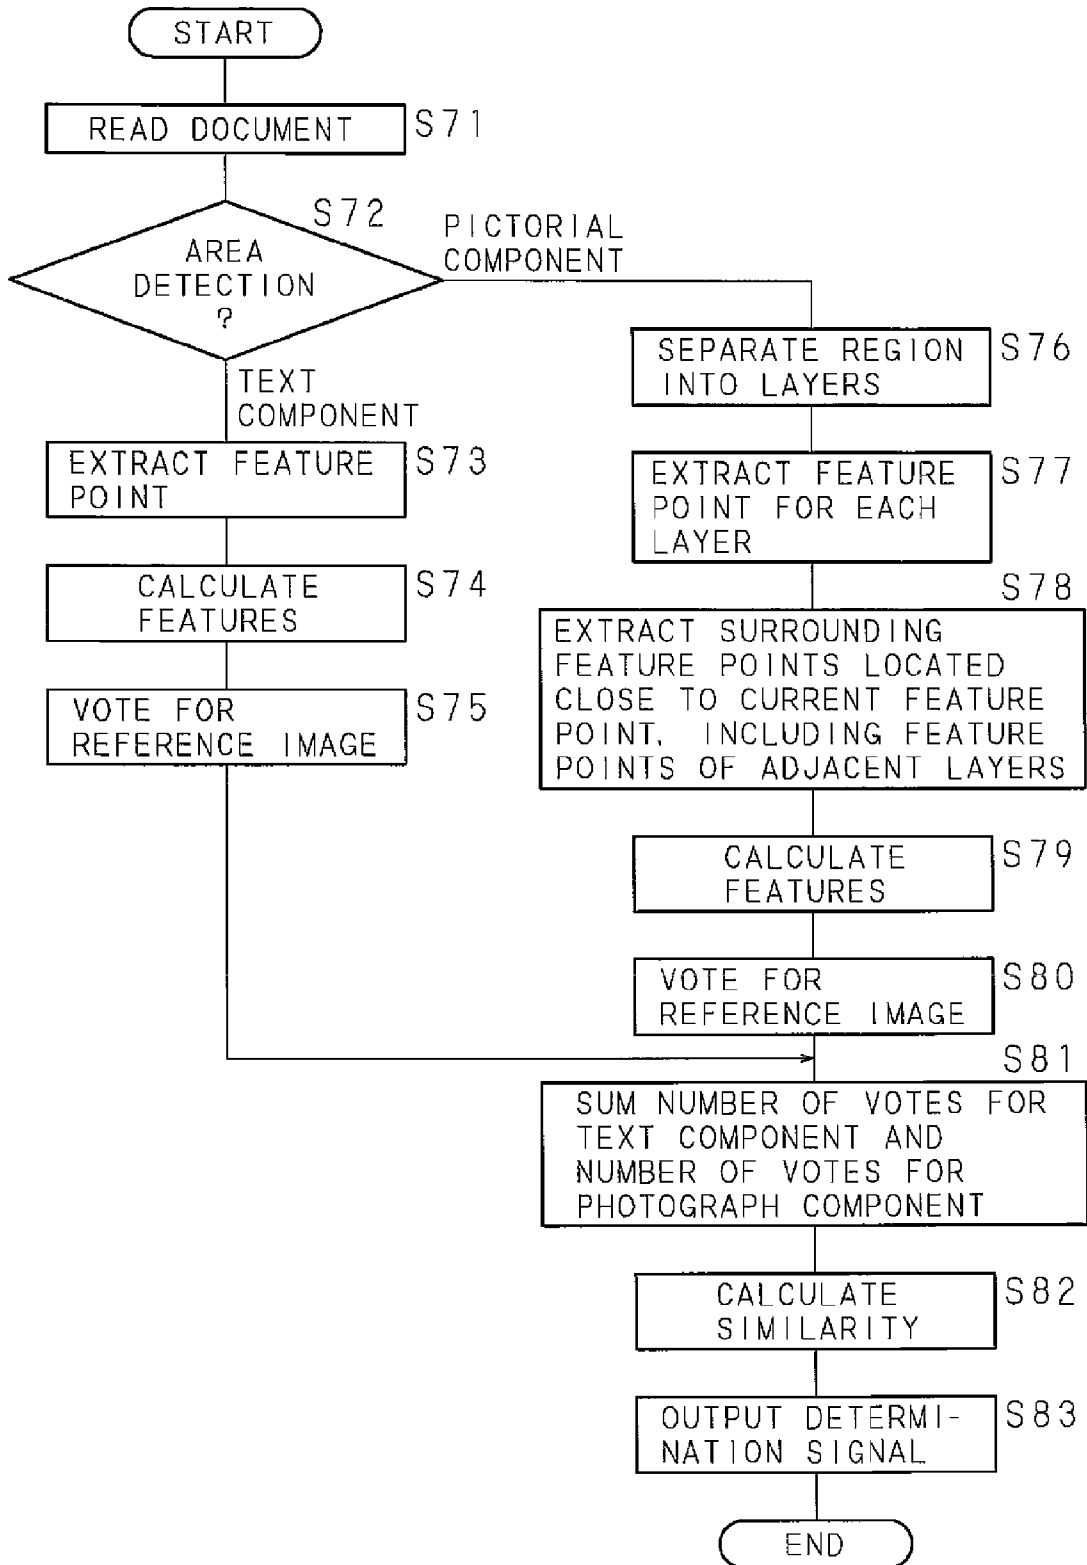 START
READ DOCUMENT
S71
S72
AREA
DETECTION
?
PICTORIAL
COMPONENT
TEXT
COMPONENT
EXTRACT FEATURE
POINT
S73
CALCULATE
FEATURES
S74
VOTE FOR
REFERENCE IMAGE
S75
SEPARATE REGION
INTO LAYERS
S76
EXTRACT FEATURE
POINT FOR EACH
LAYER
S77
S78
EXTRACT SURROUNDING
FEATURE POINTS LOCATED
CLOSE TO CURRENT FEATURE
POINT, INCLUDING FEATURE
POINTS OF ADJACENT LAYERS
CALCULATE
FEATURES
S79
VOTE FOR
REFERENCE IMAGE
S80
S81
SUM NUMBER OF VOTES FOR
TEXT COMPONENT AND
NUMBER OF VOTES FOR
PHOTOGRAPH COMPONENT
CALCULATE
SIMILARITY
S82
OUTPUT DETERMI-
NATION SIGNAL
S83
END